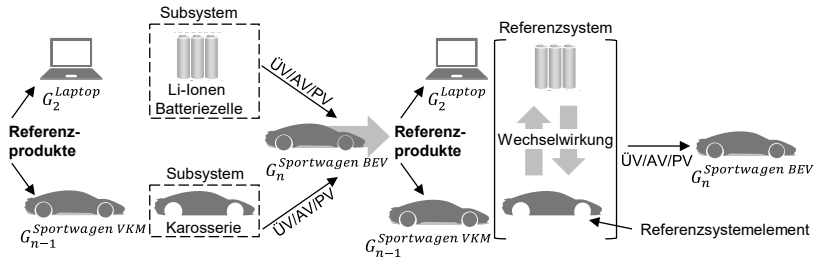 Subsystem
G_2^{Laptop}
Li-Ionen
Batteriezelle
ÜV/AV/PV
Referenz-
produkte
G_n^{Sportwagen BEV}
Subsystem
Karosserie
ÜV/AV/PV
G_{n-1}^{Sportwagen VKM}
Referenzsystem
G_2^{Laptop}
Referenz-
produkte
Wechselwirkung
ÜV/AV/PV
G_n^{Sportwagen BEV}
G_{n-1}^{Sportwagen VKM}
Referenzsystemelement